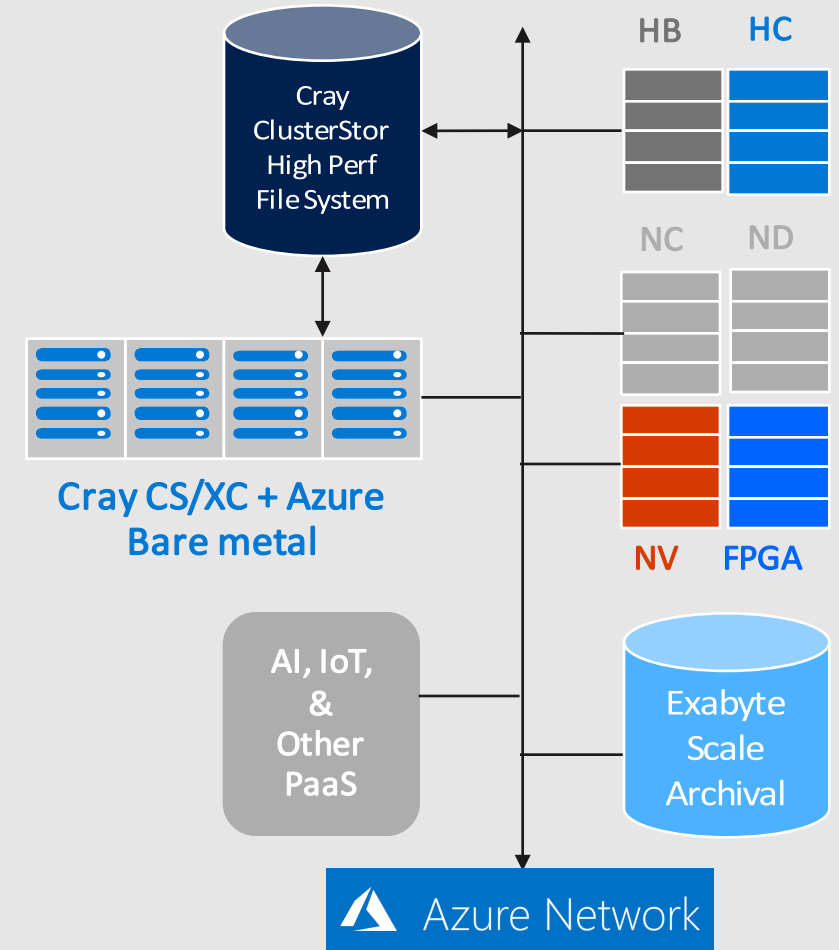 Cray
ClusterStor
High Perf
File System
HB
HC
NC
ND
Cray CS/XC + Azure
Bare metal
NV
FPGA
AI, IoT,
&
Other
PaaS
Exabyte
Scale
Archival
Azure Network